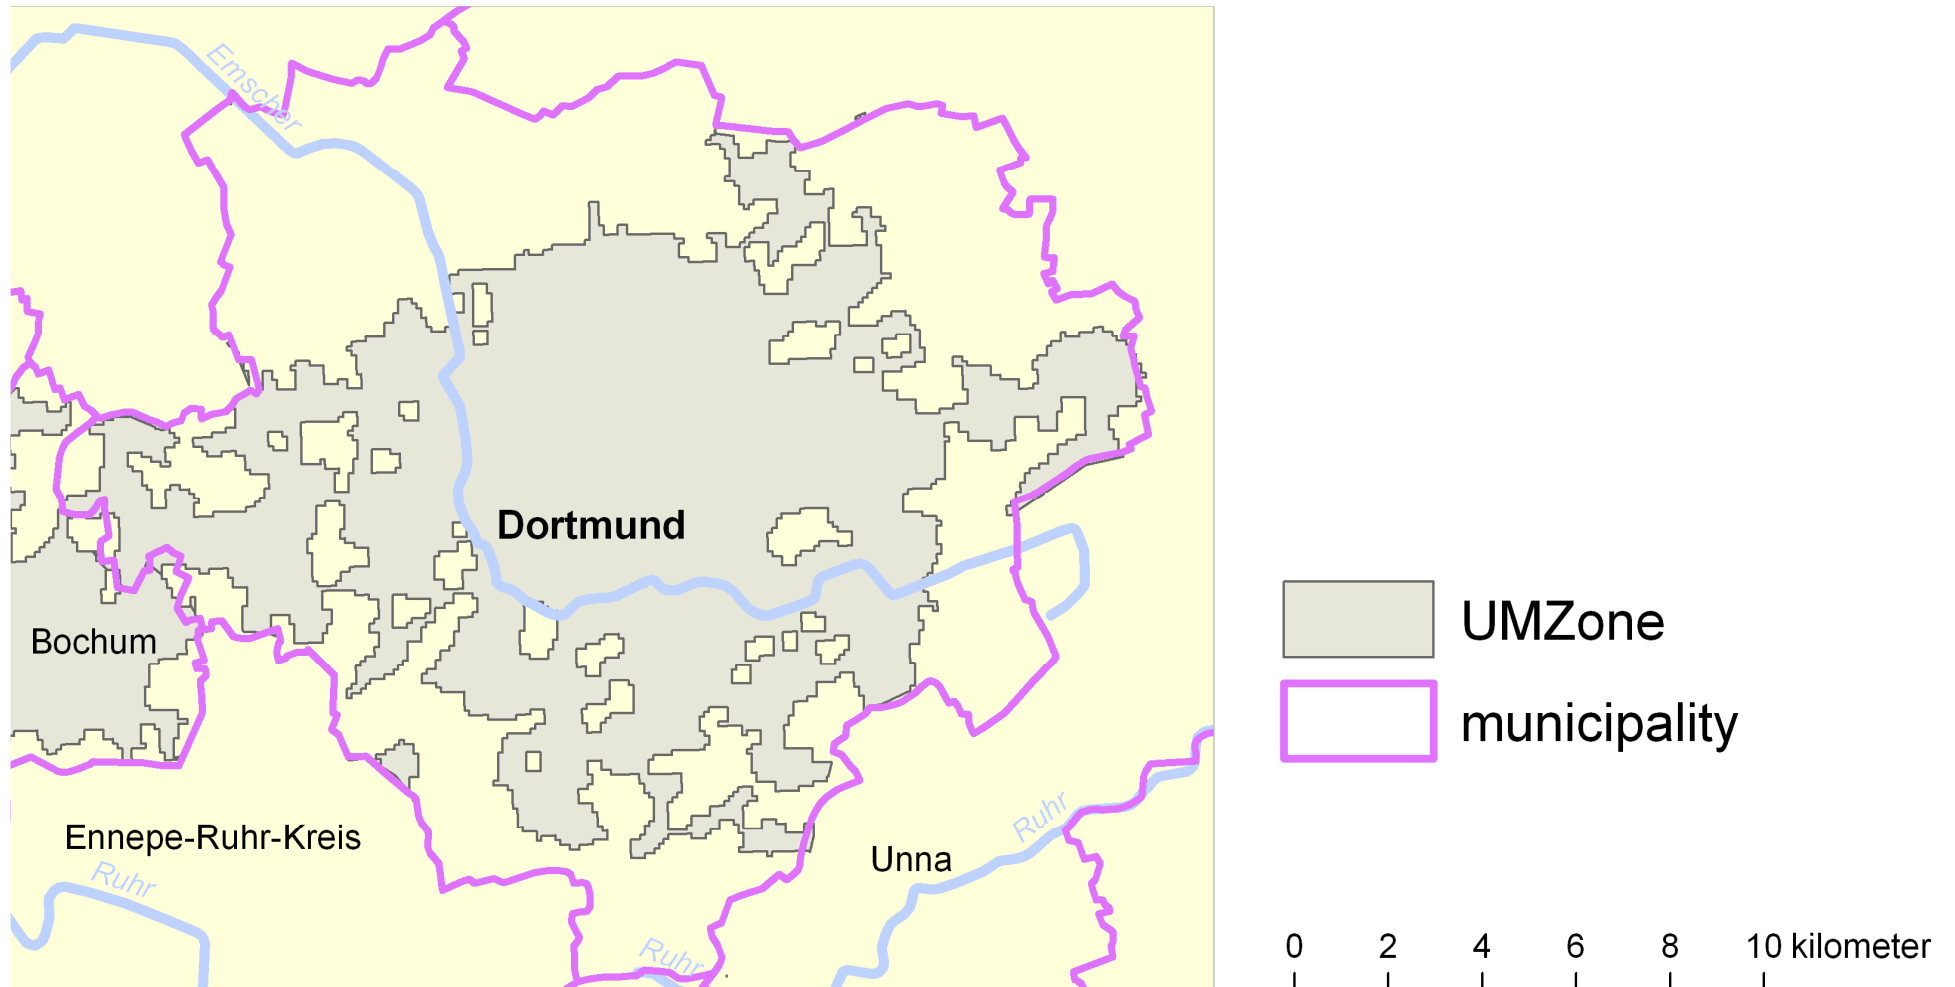 Emscher
Dortmund
Bochum
Ennepe-Ruhr-Kreis
Ruhr
Unna
Ruhr
Ruhr
UMZone
municipality
0 2 4 6 8 10 kilometer